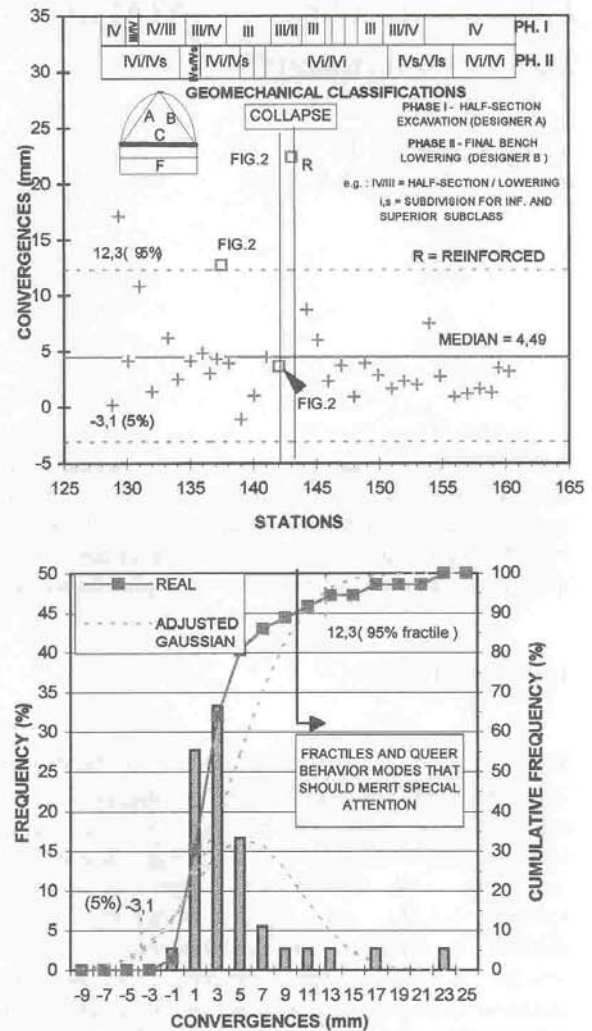 IV III/IV IV/III III/IV III III/II III III III/IV IV PH. I
IVi/IVs IVs/IVs IVi/IVs IVi/IVi IVs/VIs IVi/IVi PH. II
GEOMECHANICAL CLASSIFICATIONS
A B
C
F
COLLAPSE
PHASE I - HALF-SECTION
EXCAVATION (DESIGNER A)
PHASE II - FINAL BENCH
LOWERING (DESIGNER B )
e.g. : IV/III = HALF-SECTION / LOWERING
i,s = SUBDIVISION FOR INF. AND
SUPERIOR SUBCLASS
FIG.2
R
FIG.2
R = REINFORCED
12,3( 95%)
MEDIAN = 4,49
FIG.2
-3,1 (5%)
CONVERGENCES (mm)
35
30
25
20
15
10
5
0
-5
125 130 135 140 145 150 155 160 165
STATIONS
REAL
ADJUSTED
GAUSSIAN
12,3( 95% fractile )
FRACTILES AND QUEER
BEHAVIOR MODES THAT
SHOULD MERIT SPECIAL
ATTENTION
(5%) -3,1
FREQUENCY (%)
50
45
40
35
30
25
20
15
10
5
0
CUMULATIVE FREQUENCY (%)
100
90
80
70
60
50
40
30
20
10
0
-9 -7 -5 -3 -1 1 3 5 7 9 11 13 15 17 19 21 23 25
CONVERGENCES (mm)